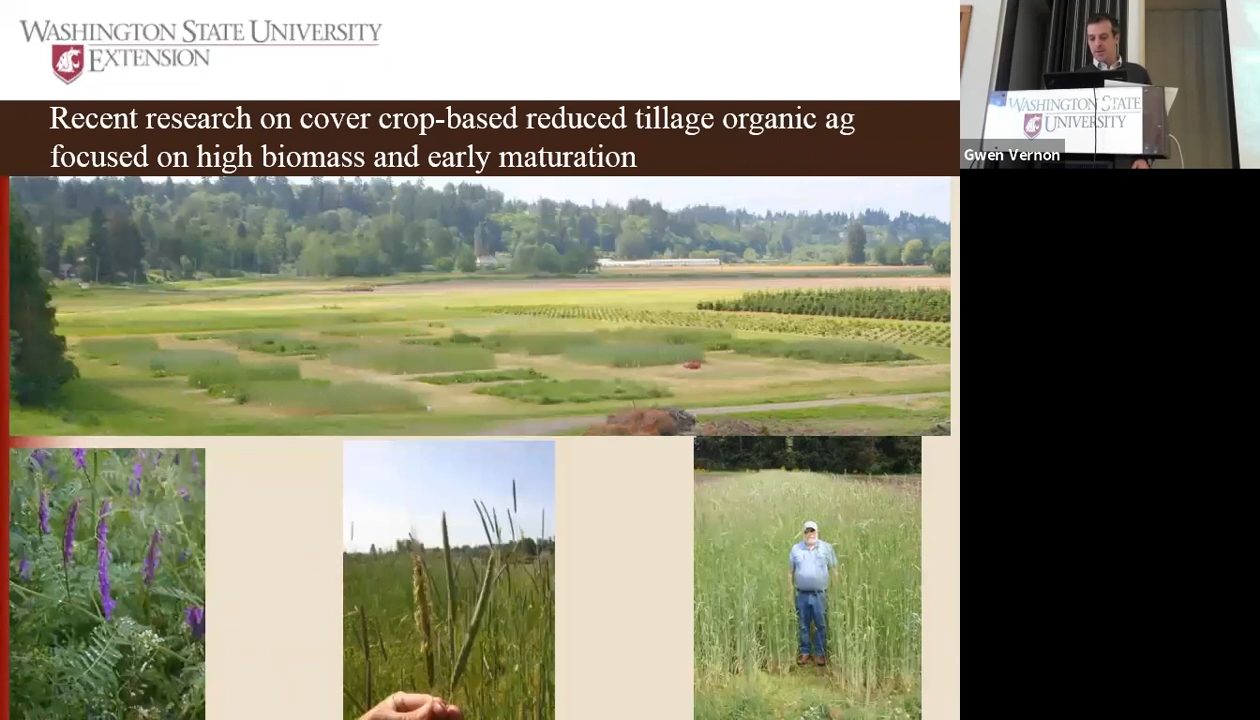 WASHINGTON STATE UNIVERSITY
EXTENSION
Recent research on cover crop-based reduced tillage organic ag
focused on high biomass and early maturation
WASHINGTON STATE
UNIVERSITY
Gwen Vernon